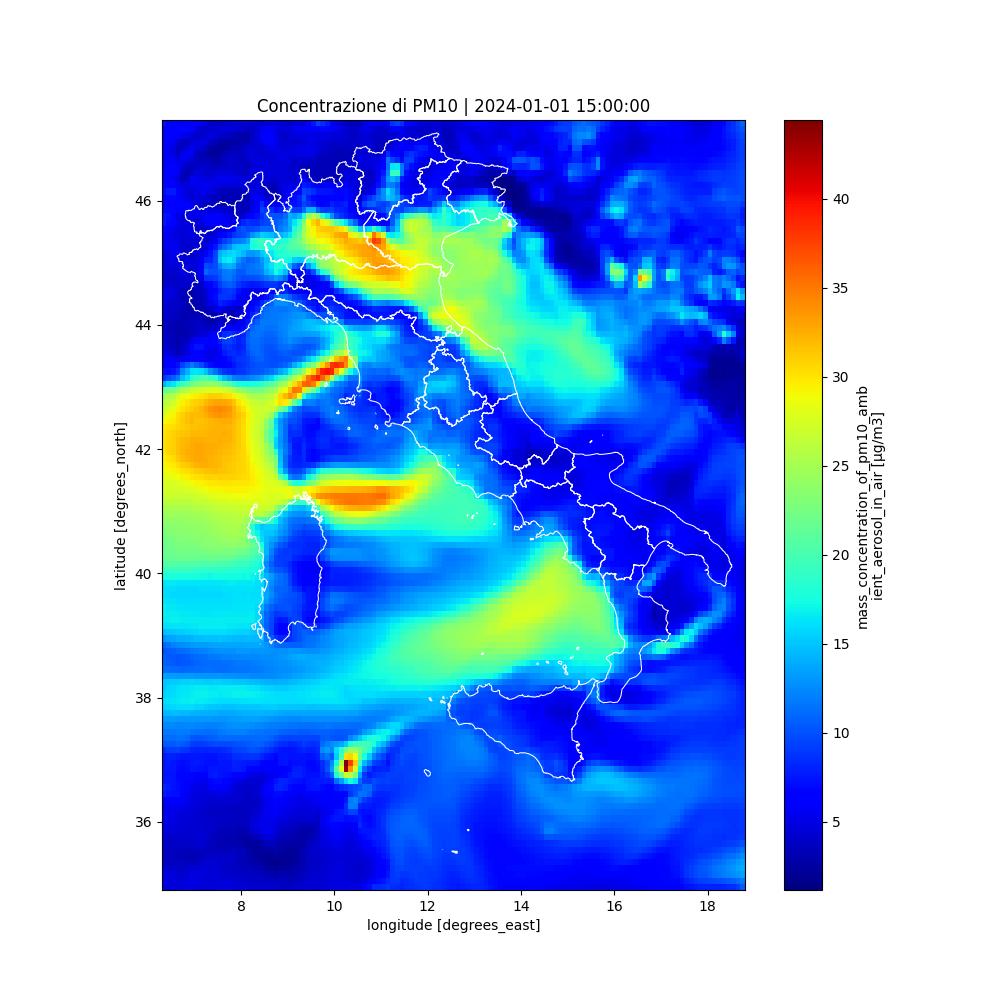 Concentrazione di PM10 | 2024-01-01 15:00:00
46
44
42
40
38
36
latitude [degrees_north]
8 10 12 14 16 18
longitude [degrees_east]
40
35
30
25
20
15
10
5
mass_concentration_of_pm10_amb
ient_aerosol_in_air [µg/m3]